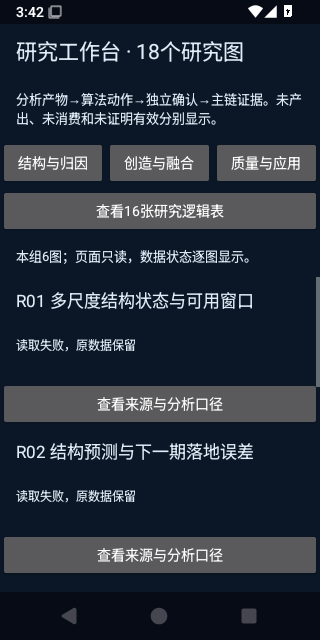 3:42
研究工作台 · 18个研究图
分析产物→算法动作→独立确认→主链证据。未产
出、未消费和未证明有效分别显示。
结构与归因
创造与融合
质量与应用
查看16张研究逻辑表
本组6图；页面只读，数据状态逐图显示。
R01 多尺度结构状态与可用窗口
读取失败，原数据保留
查看来源与分析口径
R02 结构预测与下一期落地误差
读取失败，原数据保留
查看来源与分析口径